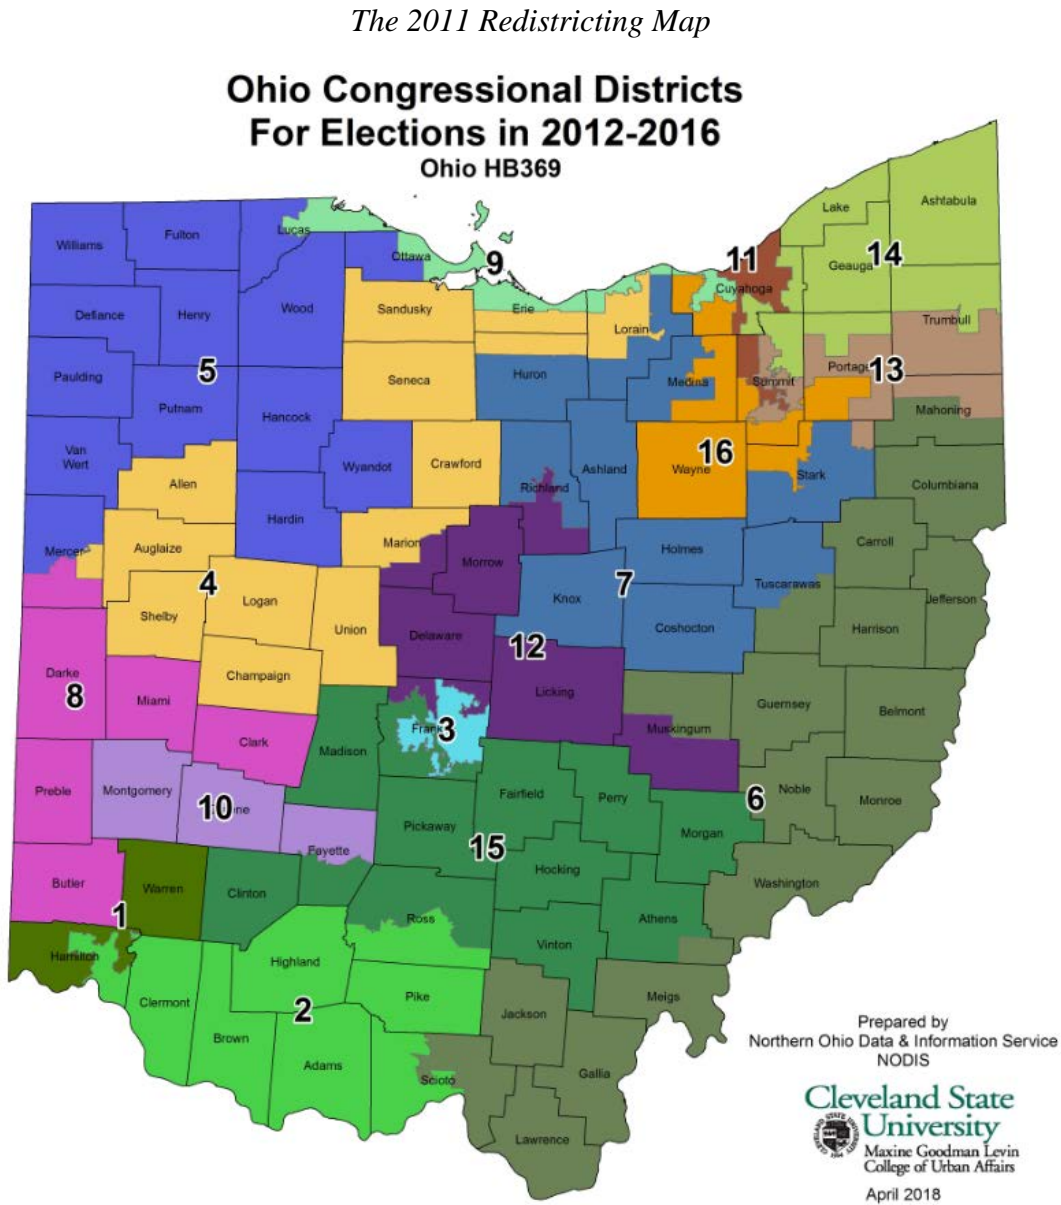 The 2011 Redistricting Map
Ohio Congressional Districts
For Elections in 2012-2016
Ohio HB369
Ashtabula
Lake
Williams
Fulton
Lucas
Ottawa
9
11
14
Geauga
Cuyahoga
Defiance
Henry
Wood
Sandusky
Erie
Lorain
Trumbull
Paulding
5
Putnam
Hancock
Seneca
Huron
Medina
Summit
Portage
13
Mahoning
Van
Wert
Allen
Wyandot
Crawford
Ashland
Wayne
16
Stark
Columbiana
Richland
Mercer
Auglaize
Hardin
Marion
Morrow
Holmes
Carroll
4
Logan
Shelby
Union
Knox
7
Tuscarawas
Jefferson
Delaware
Coshocton
Harrison
12
Darke
8
Miami
Champaign
Licking
Guernsey
Belmont
Clark
Madison
3
Muskingum
Preble
Montgomery
10
Fairfield
Perry
6
Noble
Monroe
Pickaway
15
Morgan
Fayette
Hocking
Butler
Warren
Clinton
Washington
1
Ross
Athens
Hamilton
Highland
Vinton
Clermont
2
Pike
Jackson
Meigs
Brown
Adams
Scioto
Gallia
Lawrence
Prepared by
Northern Ohio Data & Information Service
NODIS
Cleveland State
University
Maxine Goodman Levin
College of Urban Affairs
April 2018